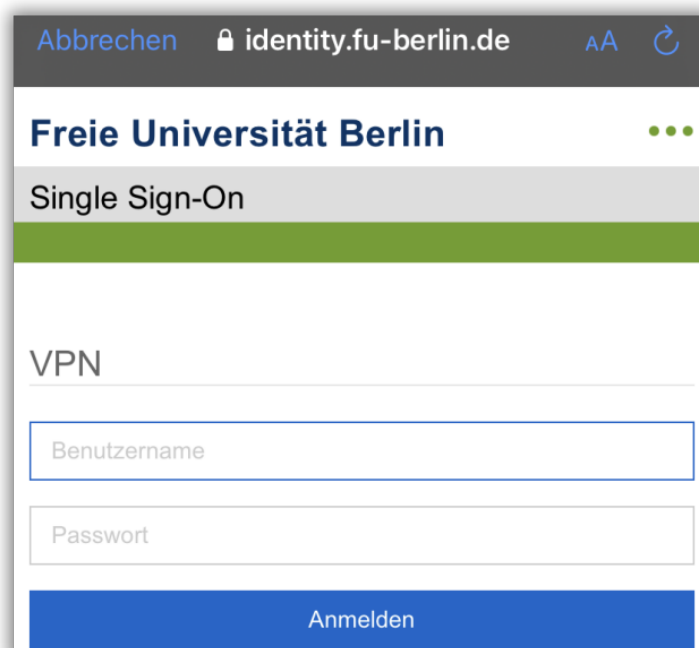 Abbrechen identity.fu-berlin.de AA
Freie Universität Berlin
Single Sign-On
VPN
Benutzername
Passwort
Anmelden